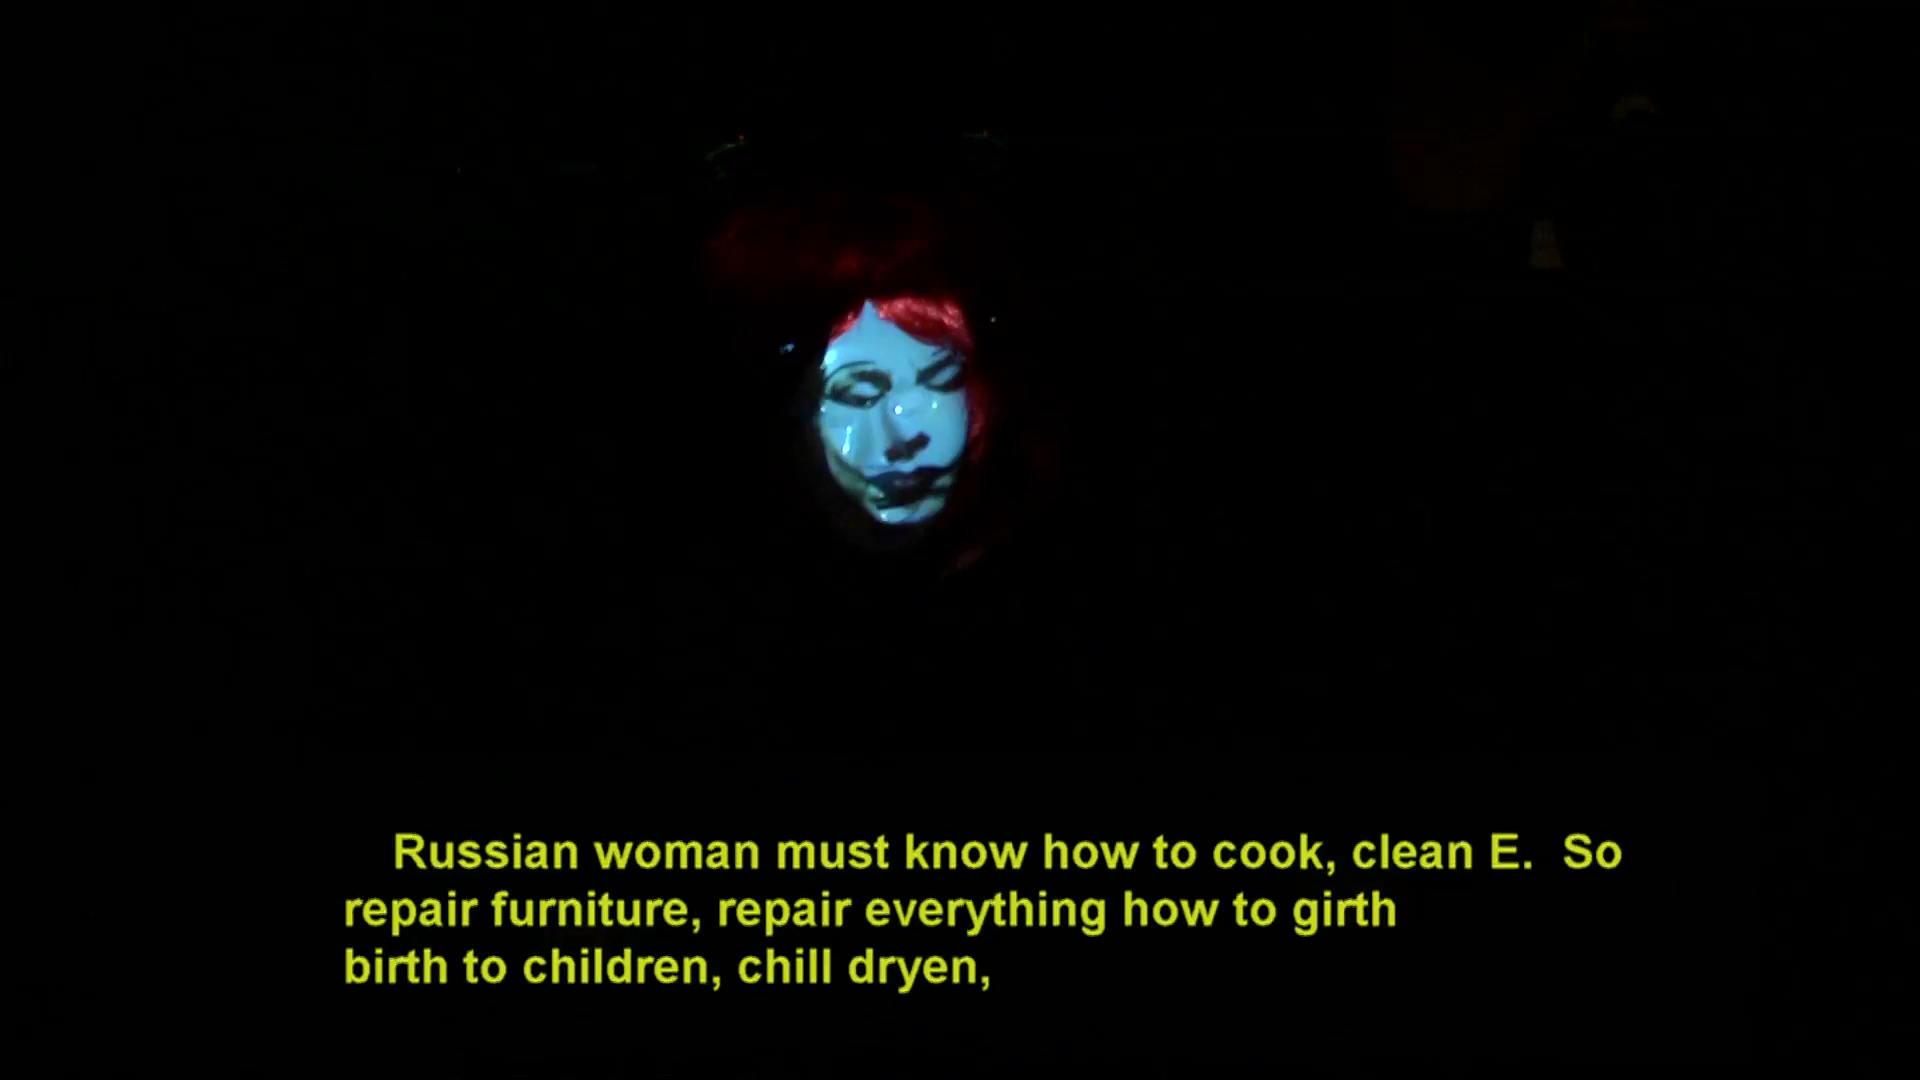 Russian woman must know how to cook, clean E.  So
repair furniture, repair everything how to girth
birth to children, chill dryen,